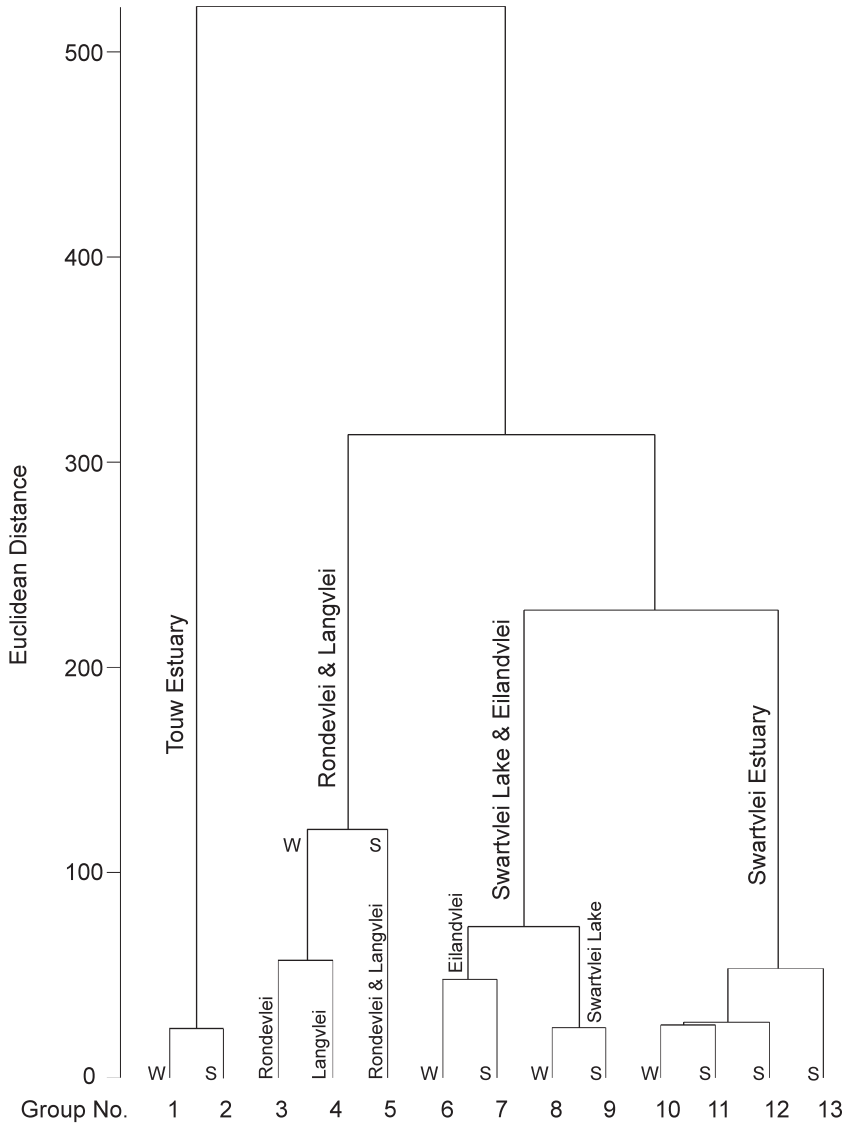 500
400
300
200
100
0
Euclidean Distance
Touw Estuary
Rondevlei & Langvlei
Swartvlei Lake & Eilandvlei
Swartvlei Estuary
W S
Eilandvlei
Swartvlei Lake
Rondevlei
Langvlei
Rondevlei & Langvlei
W S W S W S W S S S
Group No. 1 2 3 4 5 6 7 8 9 10 11 12 13